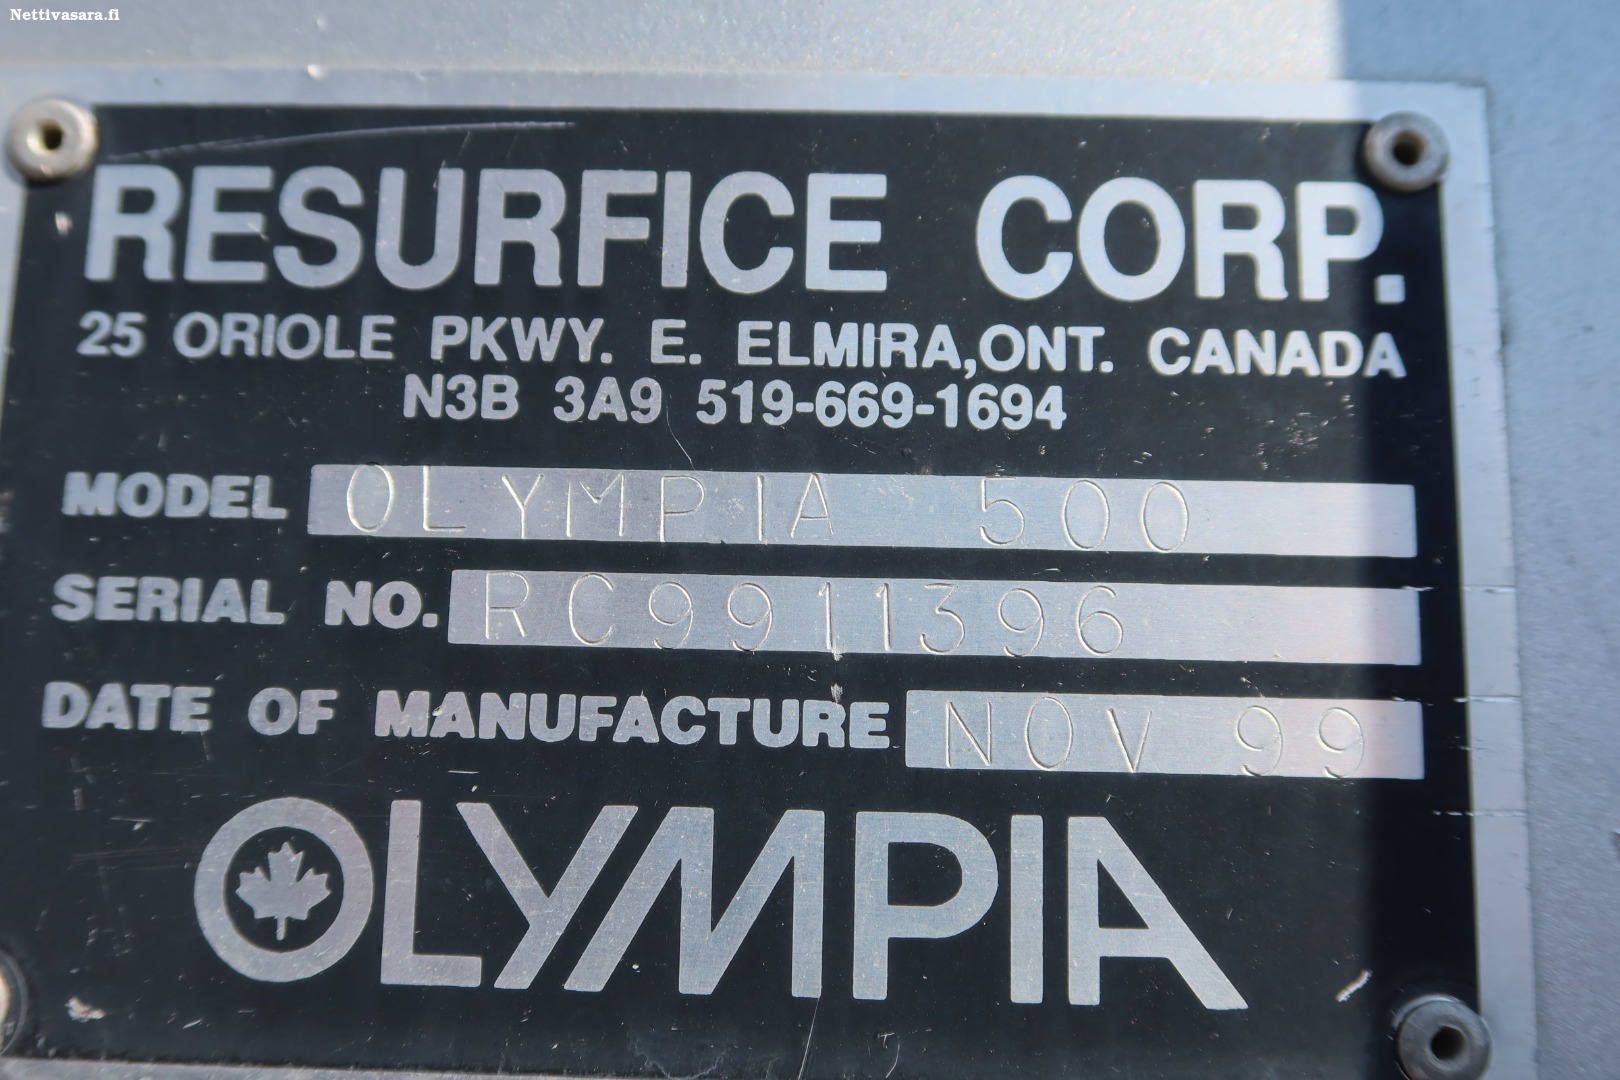 Nettivasara.fi
RESURFICE CORP.
25 ORIOLE PKWY. E. ELMIRA,ONT. CANADA
N3B 3A9 519-669-1694
MODEL OLYMPIA 500
SERIAL NO. RC9911396
DATE OF MANUFACTURE NOV 99
OLYMPIA